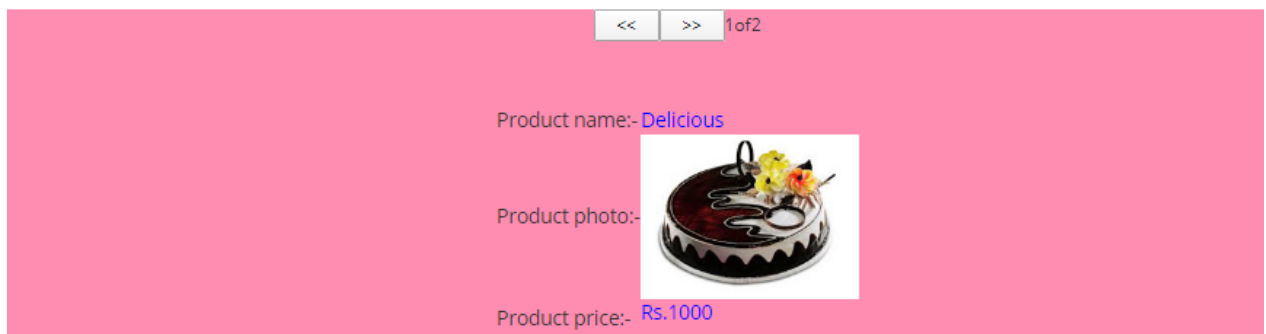 << >> 1of2
Product name:- Delicious
Product photo:-
Product price:- Rs.1000